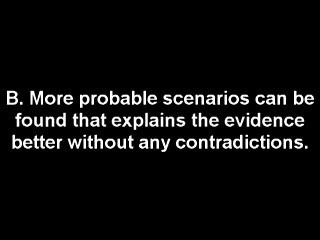 B. More probable scenarios can be
found that explains the evidence
better without any contradictions.